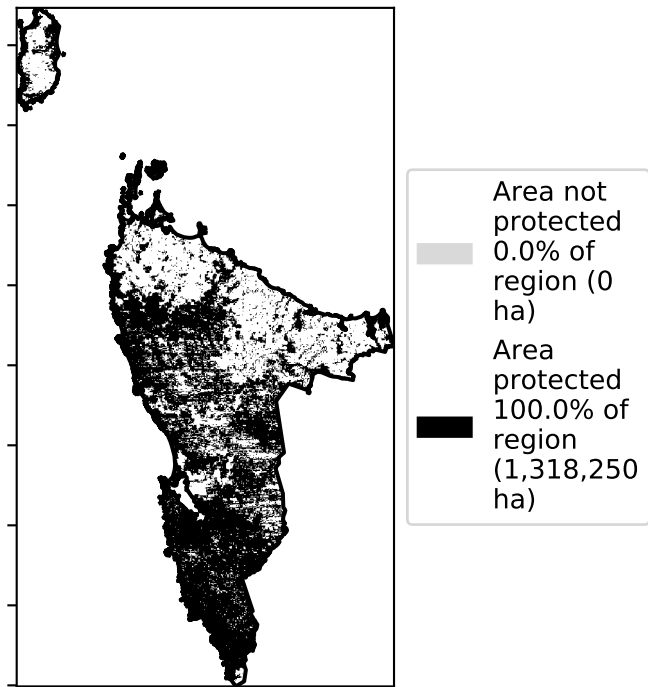 Area not
protected
0.0% of
region (0
ha)
Area
protected
100.0% of
region
(1,318,250
ha)